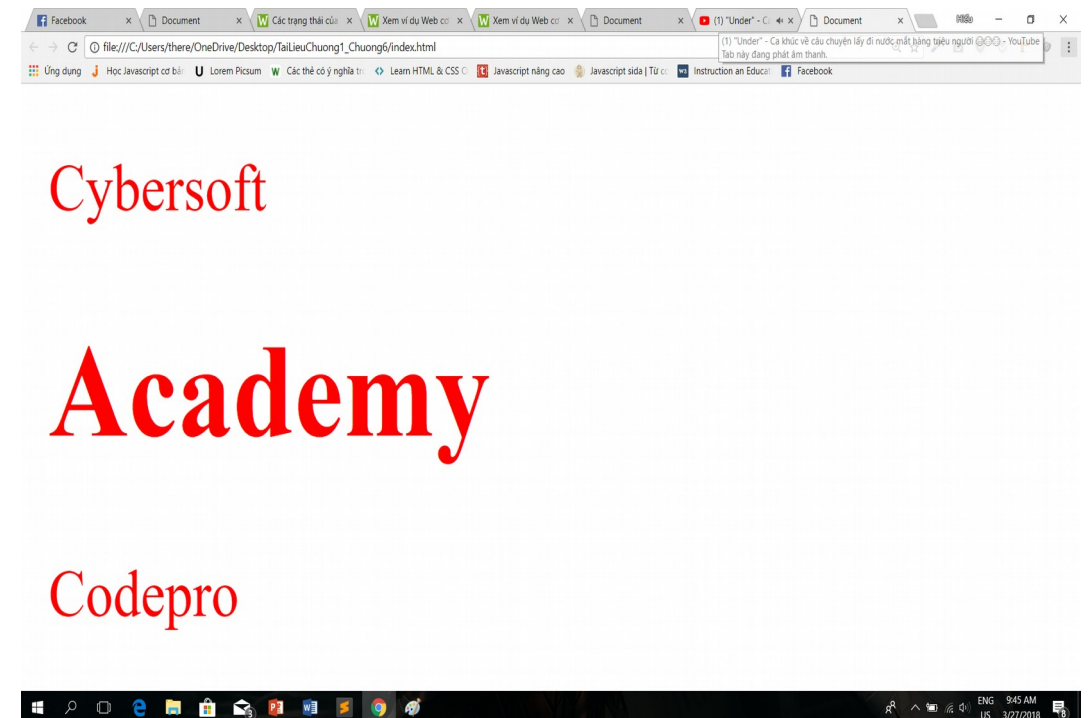 Facebook Document Các trạng thái của Xem ví dụ Web cơ Xem ví dụ Web cơ Document (1) "Under" - Ca Document Hiếu
file:///C:/Users/there/OneDrive/Desktop/TaiLieuChuong1_Chuong6/index.html
(1) "Under" - Ca khúc về câu chuyện lấy đi nước mắt hàng triệu người - YouTube
Tab này đang phát âm thanh.
Ứng dụng Học Javascript cơ bản Lorem Picsum Các thẻ có ý nghĩa Learn HTML & CSS Javascript nâng cao Javascript sida | Từ Instruction an Educat Facebook
Cybersoft
Academy
Codepro
ENG 9:45 AM
US 3/27/2018